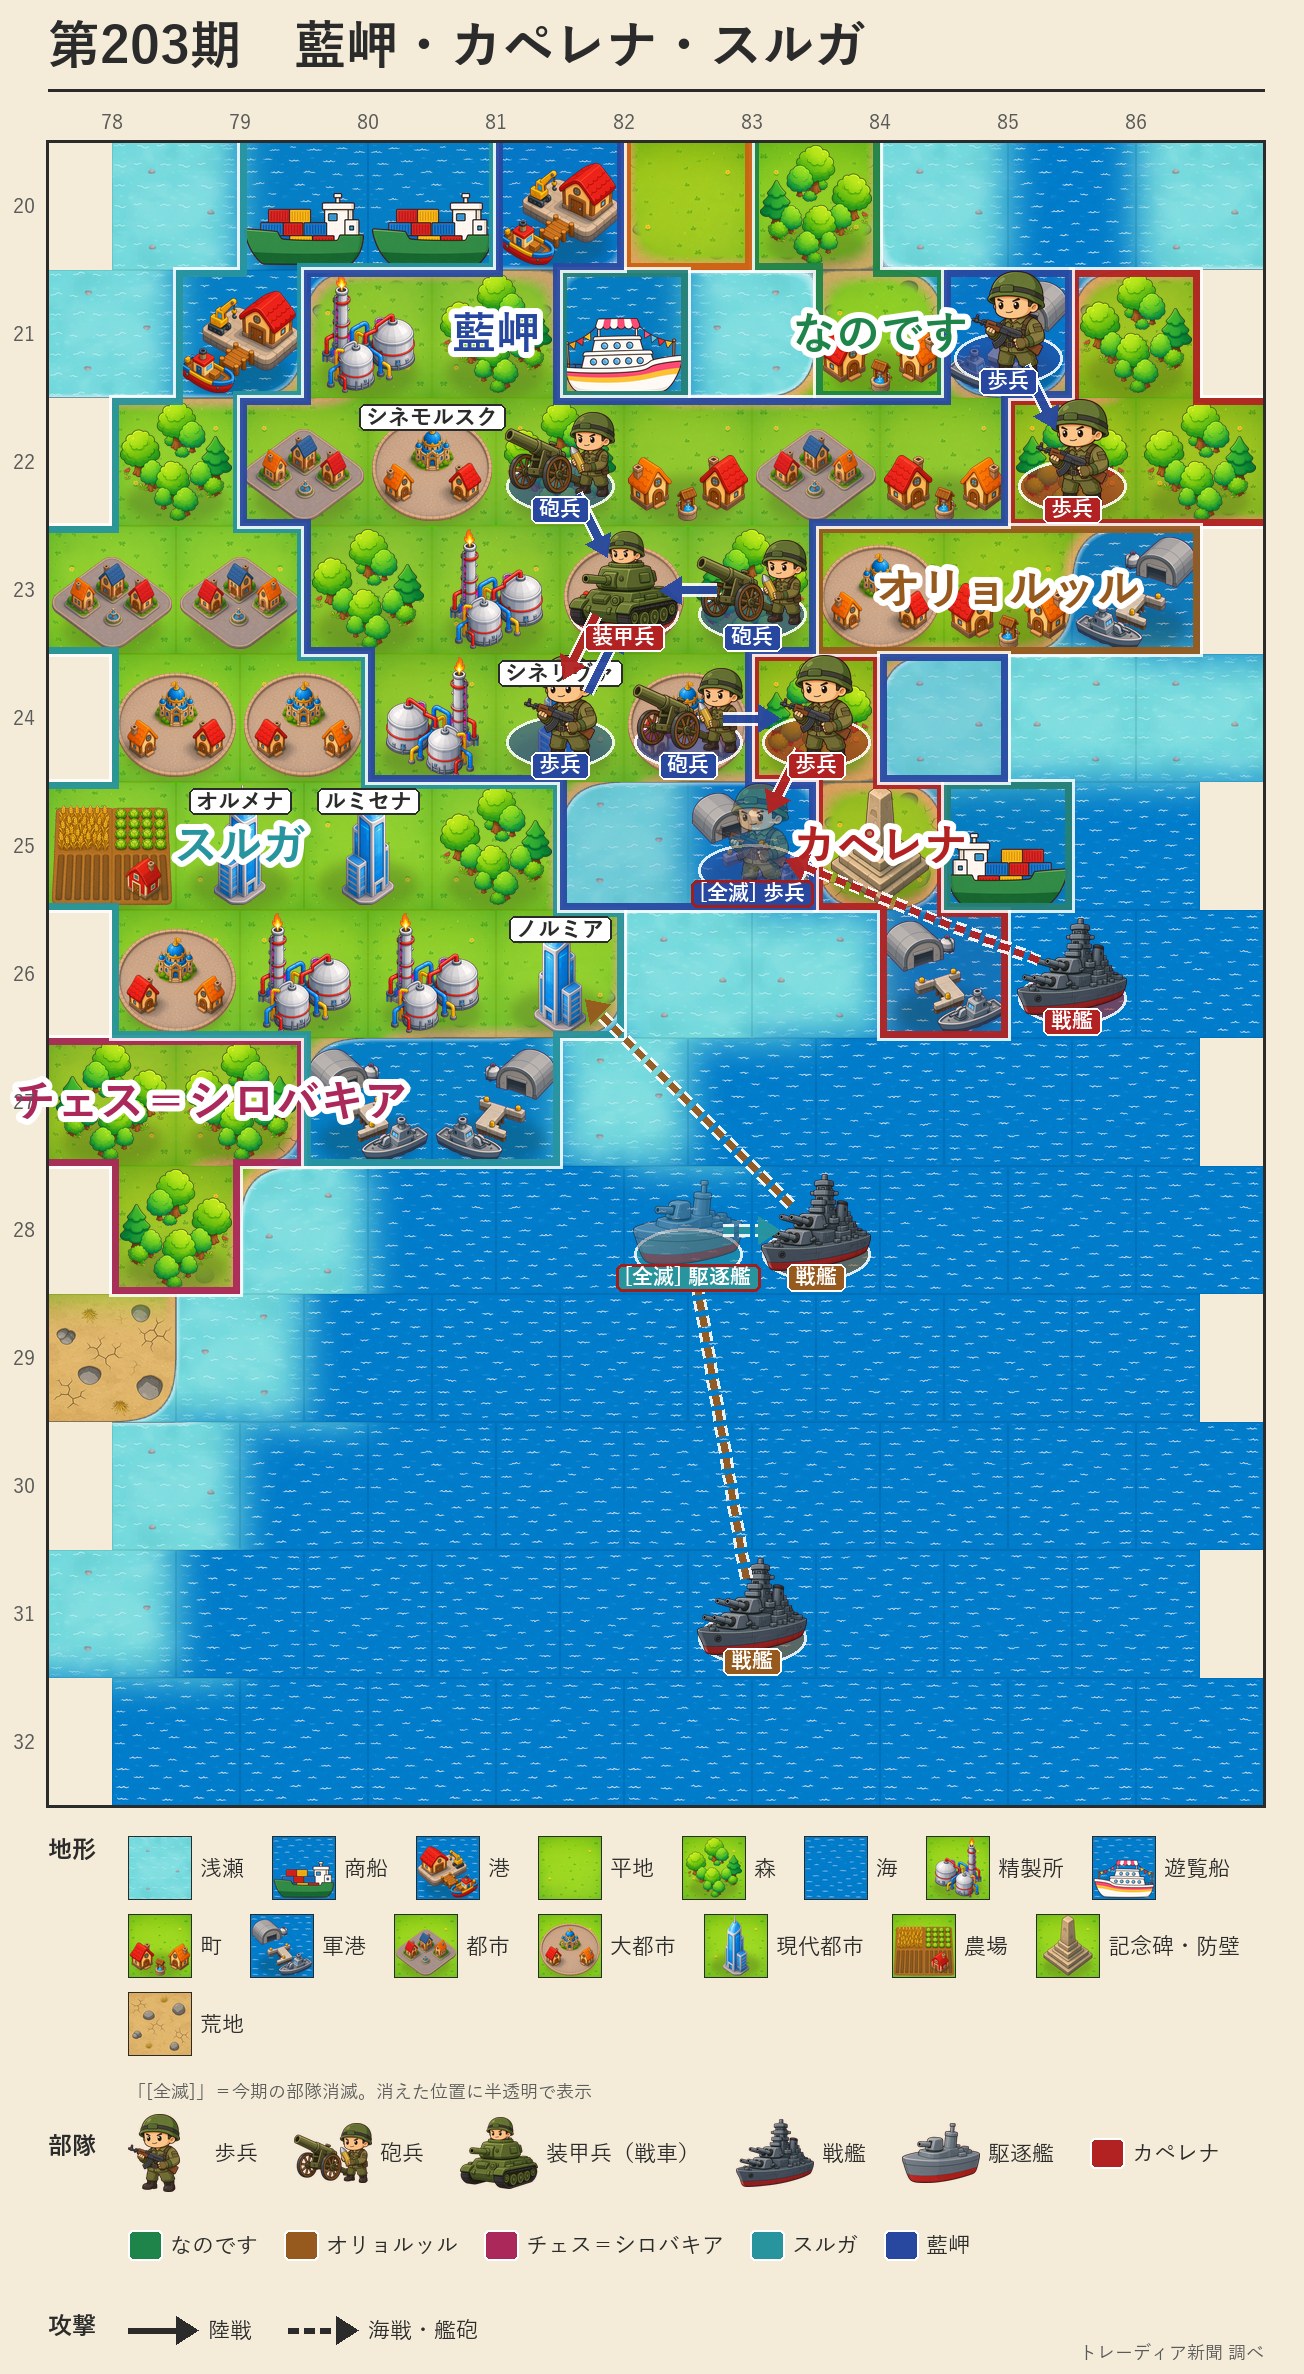 第203期　藍岬・カペレナ・スルガ
78 79 80 81 82 83 84 85 86
20
21
藍岬
なのです
歩兵
シネモルスク
22
砲兵
歩兵
23
オリョルッル
装甲兵
砲兵
24
歩兵
砲兵
歩兵
オルメナ
ルミセナ
25
スルガ
カペレナ
[全滅] 歩兵
ノルミア
26
戦艦
27
チェス＝シロバキア
28
[全滅] 駆逐艦
戦艦
29
30
31
戦艦
32
地形
浅瀬 商船 港 平地 森 海 精製所 遊覧船
町 軍港 都市 大都市 現代都市 農場 記念碑・防壁
荒地
「[全滅]」＝今期の部隊消滅。消えた位置に半透明で表示
部隊
歩兵 砲兵 装甲兵（戦車） 戦艦 駆逐艦 カペレナ
なのです オリョルッル チェス＝シロバキア スルガ 藍岬
攻撃
陸戦 海戦・艦砲
トレーディア新聞 調べ